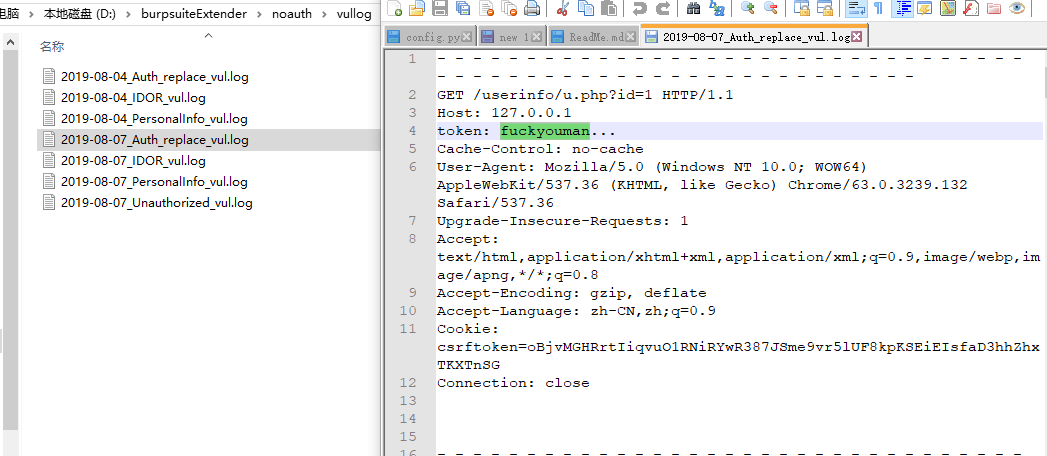 电脑 › 本地磁盘 (D:) › burpsuiteExtender › noauth › vullog
名称
2019-08-04_Auth_replace_vul.log
2019-08-04_IDOR_vul.log
2019-08-04_PersonalInfo_vul.log
2019-08-07_Auth_replace_vul.log
2019-08-07_IDOR_vul.log
2019-08-07_PersonalInfo_vul.log
2019-08-07_Unauthorized_vul.log
config.py
new 1
ReadMe.md
2019-08-07_Auth_replace_vul.log
1 - - - - - - - - - - - - - - - - - - - - - - - - - - - - - - - - -
- - - - - - - - - - - - - - - - - - - - - - - - - - -
2 GET /userinfo/u.php?id=1 HTTP/1.1
3 Host: 127.0.0.1
4 token: fuckyouman...
5 Cache-Control: no-cache
6 User-Agent: Mozilla/5.0 (Windows NT 10.0; WOW64)
AppleWebKit/537.36 (KHTML, like Gecko) Chrome/63.0.3239.132
Safari/537.36
7 Upgrade-Insecure-Requests: 1
8 Accept:
text/html,application/xhtml+xml,application/xml;q=0.9,image/webp,im
age/apng,*/*;q=0.8
9 Accept-Encoding: gzip, deflate
10 Accept-Language: zh-CN,zh;q=0.9
11 Cookie:
csrftoken=oBjvMGHRrtIiqvuO1RNiRYwR387JSme9vr5lUF8kpKSEiEIsfaD3hhZhx
TKXTnSG
12 Connection: close
13
14
15
16 - - - - - - - - - - - - - - - - - - - - - - - - - - - - - - - - -